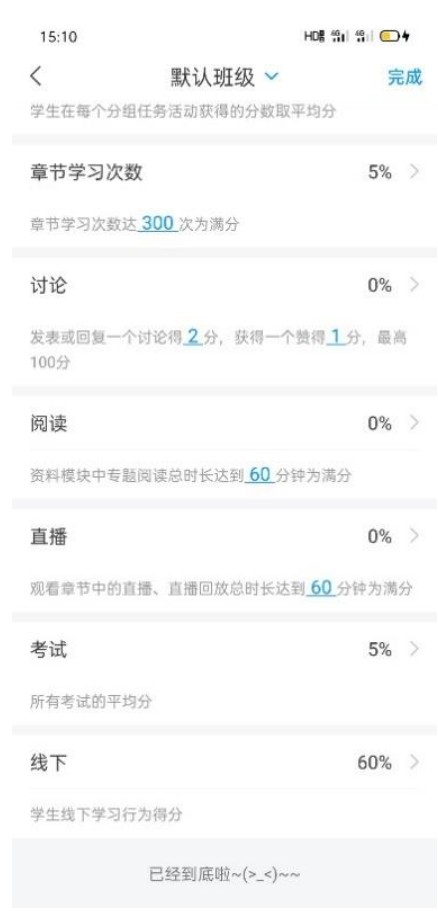 15:10
HD 4G 4G
默认班级
完成
学生在每个分组任务活动获得的分数取平均分
章节学习次数 5%
章节学习次数达 300 次为满分
讨论 0%
发表或回复一个讨论得 2 分，获得一个赞得 1 分，最高
100分
阅读 0%
资料模块中专题阅读总时长达到 60 分钟为满分
直播 0%
观看章节中的直播、直播回放总时长达到 60 分钟为满分
考试 5%
所有考试的平均分
线下 60%
学生线下学习行为得分
已经到底啦~(>_<)~~